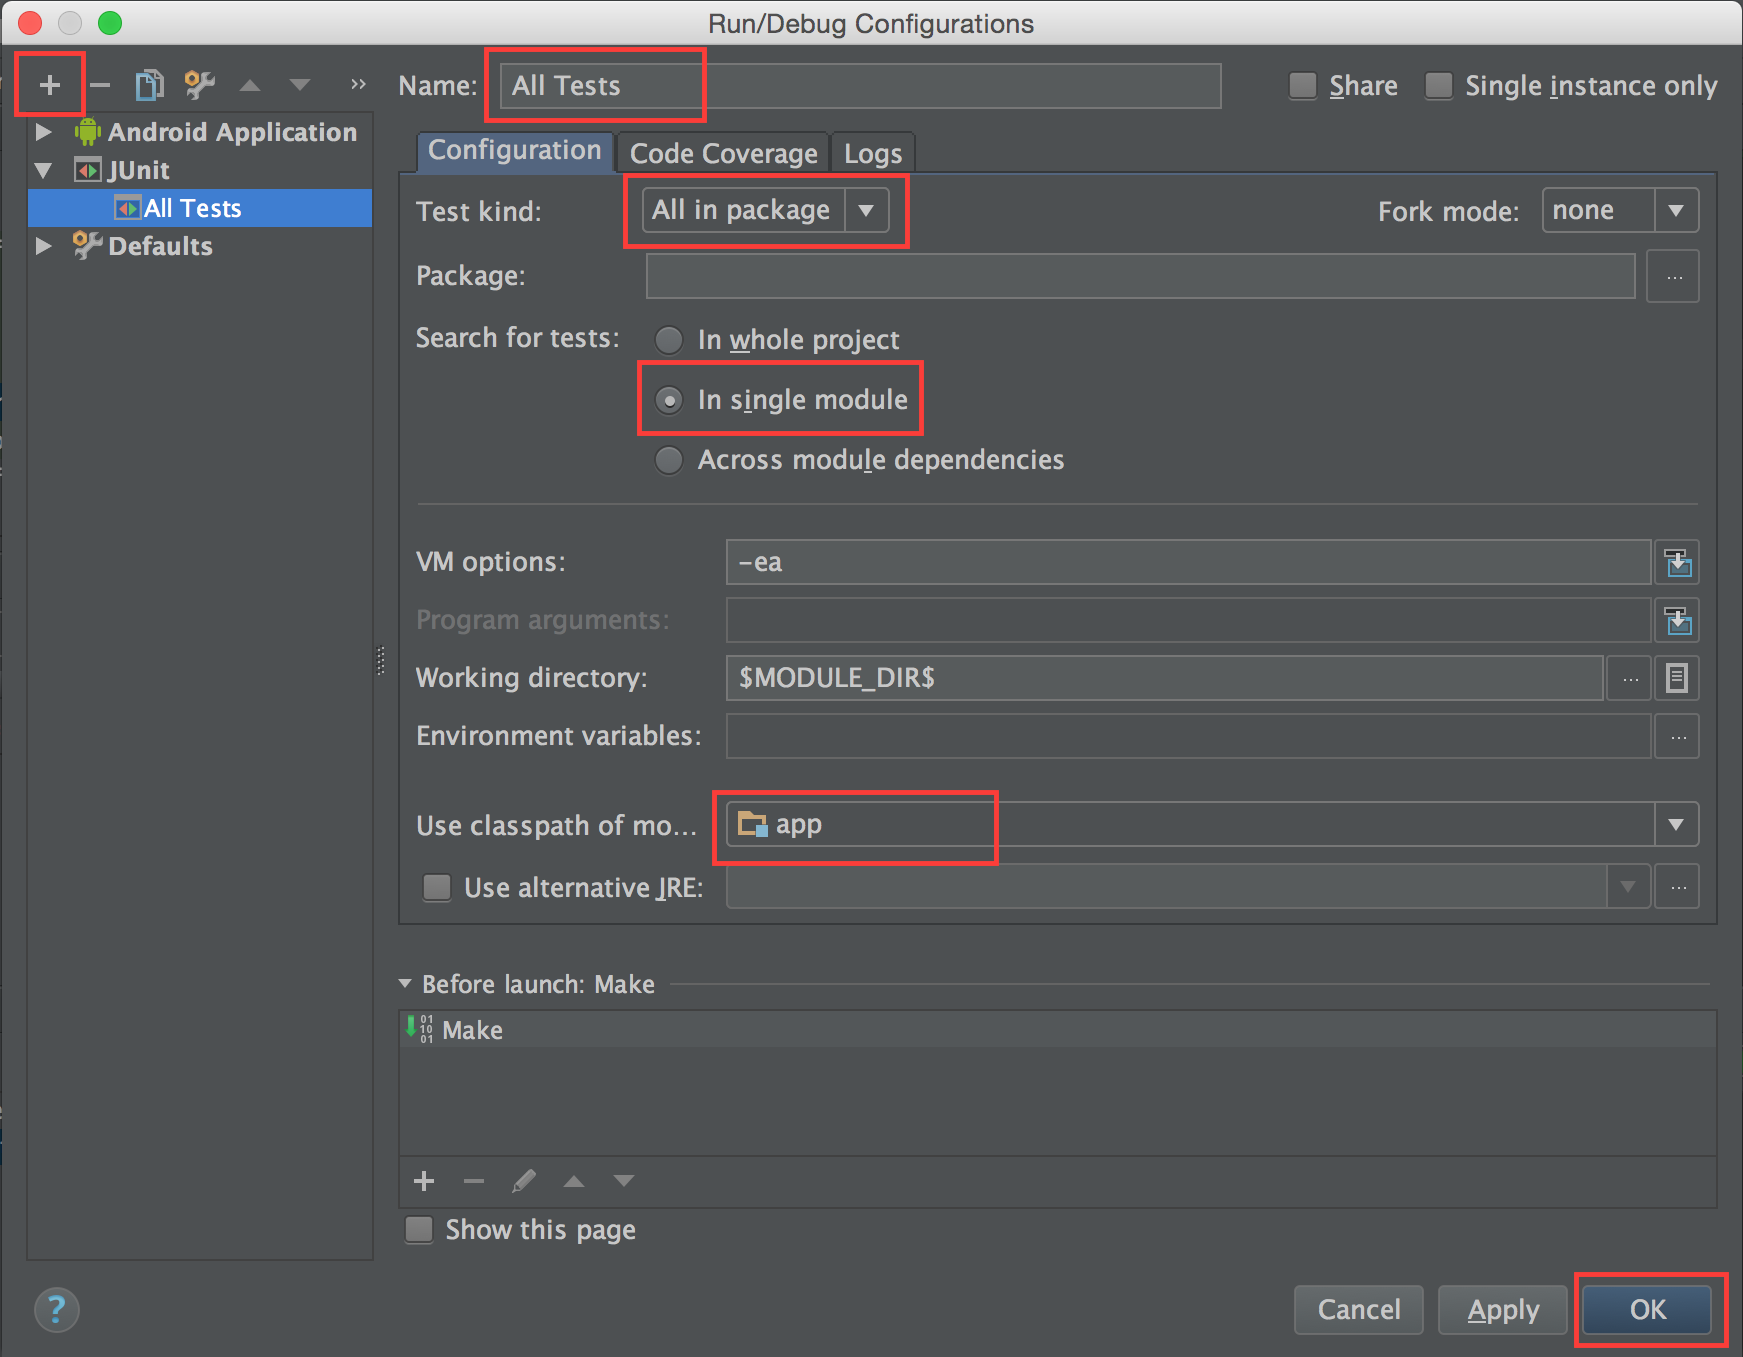 Run/Debug Configurations
Name: All Tests Share Single instance only
Android Application
JUnit
All Tests
Defaults
Configuration Code Coverage Logs
Test kind: All in package Fork mode: none
Package: ...
Search for tests: In whole project
In single module
Across module dependencies
VM options: -ea
Program arguments:
Working directory: $MODULE_DIR$ ...
Environment variables: ...
Use classpath of mo... app
Use alternative JRE: ...
Before launch: Make
01
10
01
Make
Show this page
? Cancel Apply OK